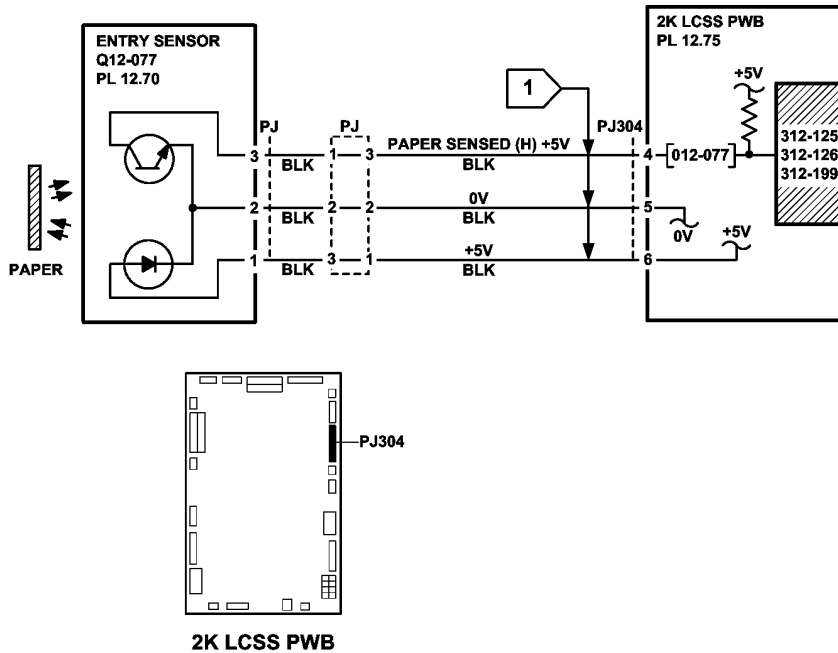 ENTRY SENSOR
Q12-077
PL 12.70
PAPER
PJ
3
2
1
BLK
BLK
BLK
PJ
1 3
2 2
3 1
1
PAPER SENSED (H) +5V
BLK
0V
BLK
+5V
BLK
PJ304
4
5
6
2K LCSS PWB
PL 12.75
+5V
012-077
0V
+5V
312-125
312-126
312-199
PJ304
2K LCSS PWB